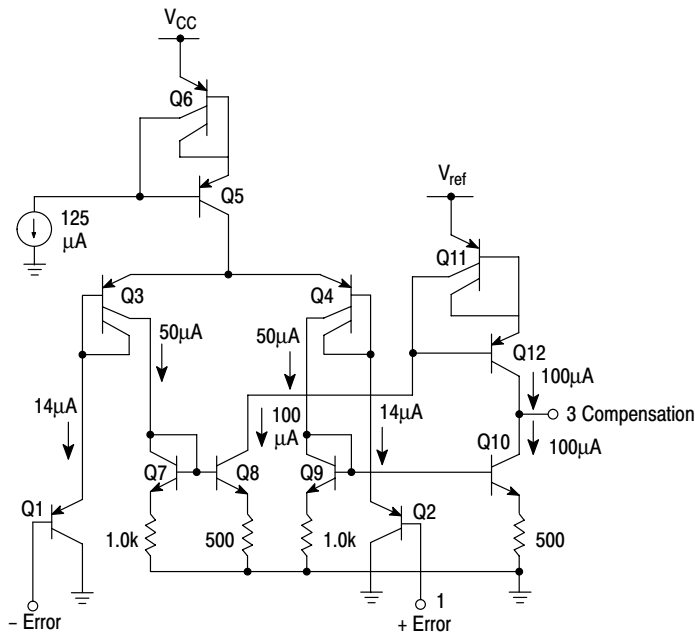 VCC
Q6
Q5
125
µA
Vref
Q11
Q3
Q4
50µA
50µA
Q12
100µA
14µA
100
µA
14µA
3 Compensation
100µA
Q10
Q7
Q8
Q9
Q1
Q2
1.0k
500
1.0k
500
– Error
1
+ Error